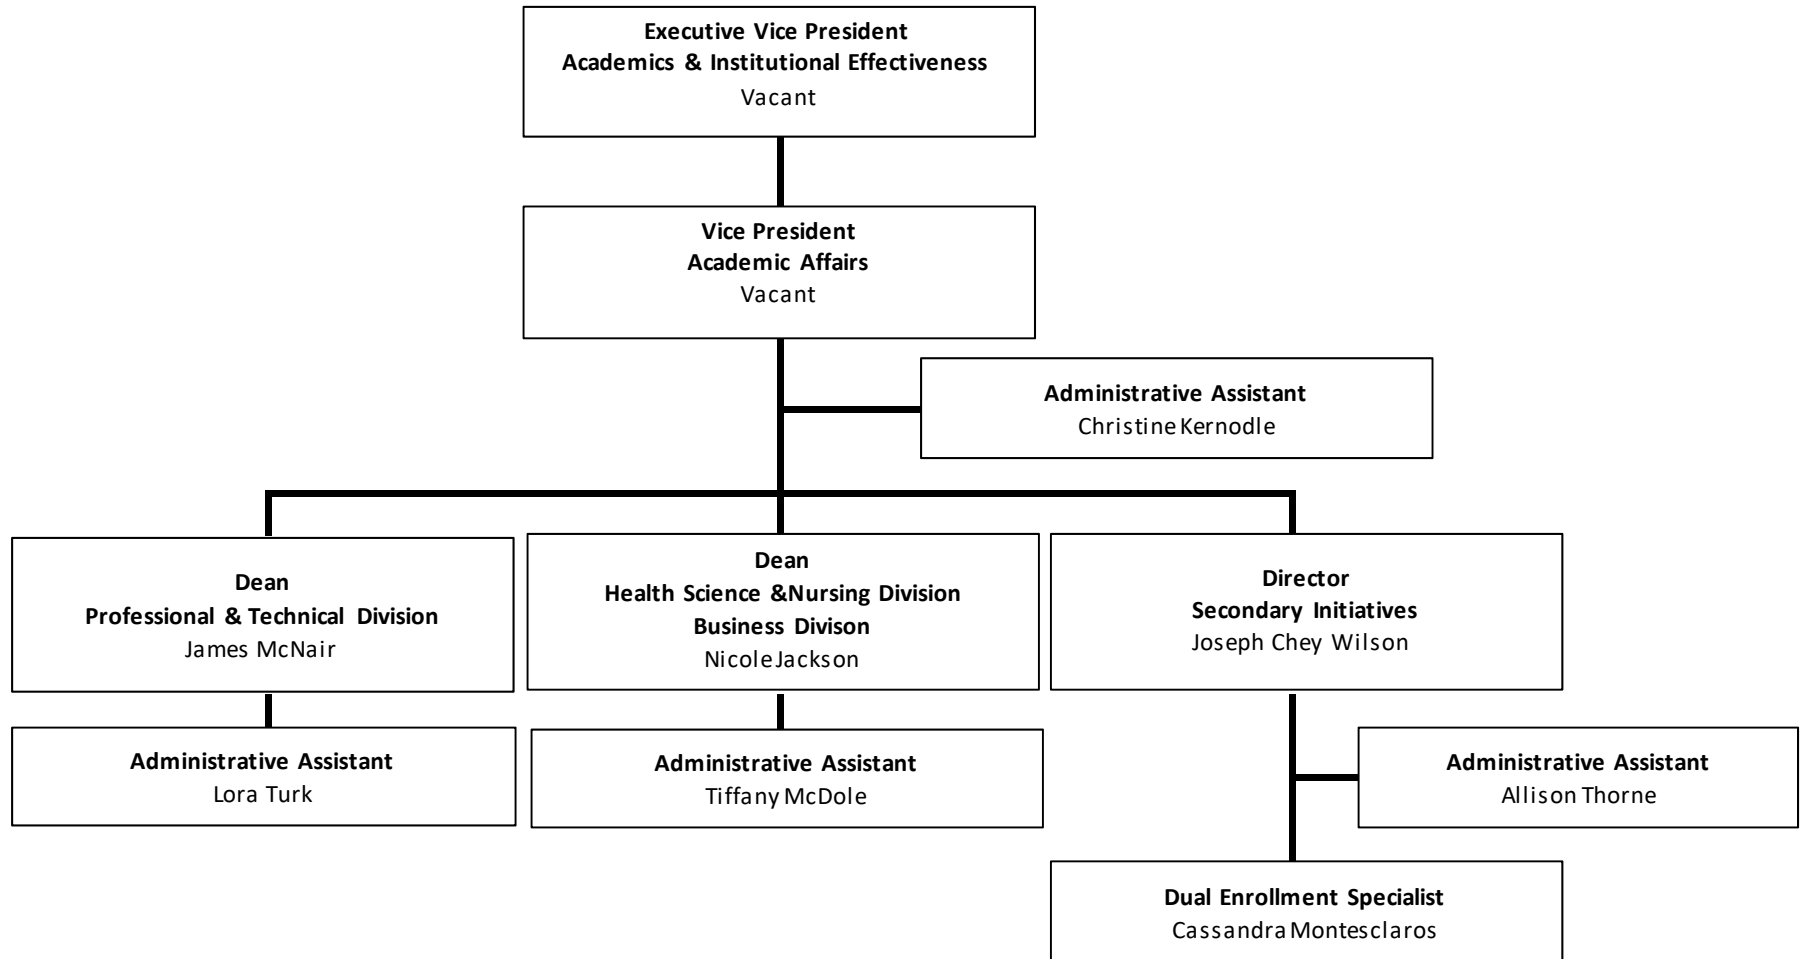 Executive Vice President
Academics & Institutional Effectiveness
Vacant
Vice President
Academic Affairs
Vacant
Administrative Assistant
Christine Kernodle
Dean
Professional & Technical Division
James McNair
Dean
Health Science &Nursing Division
Business Divison
Nicole Jackson
Director
Secondary Initiatives
Joseph Chey Wilson
Administrative Assistant
Lora Turk
Administrative Assistant
Tiffany McDole
Administrative Assistant
Allison Thorne
Dual Enrollment Specialist
Cassandra Montesclaros